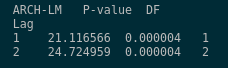 ARCH-LM P-value DF
Lag
1 21.116566 0.000004 1
2 24.724959 0.000004 2